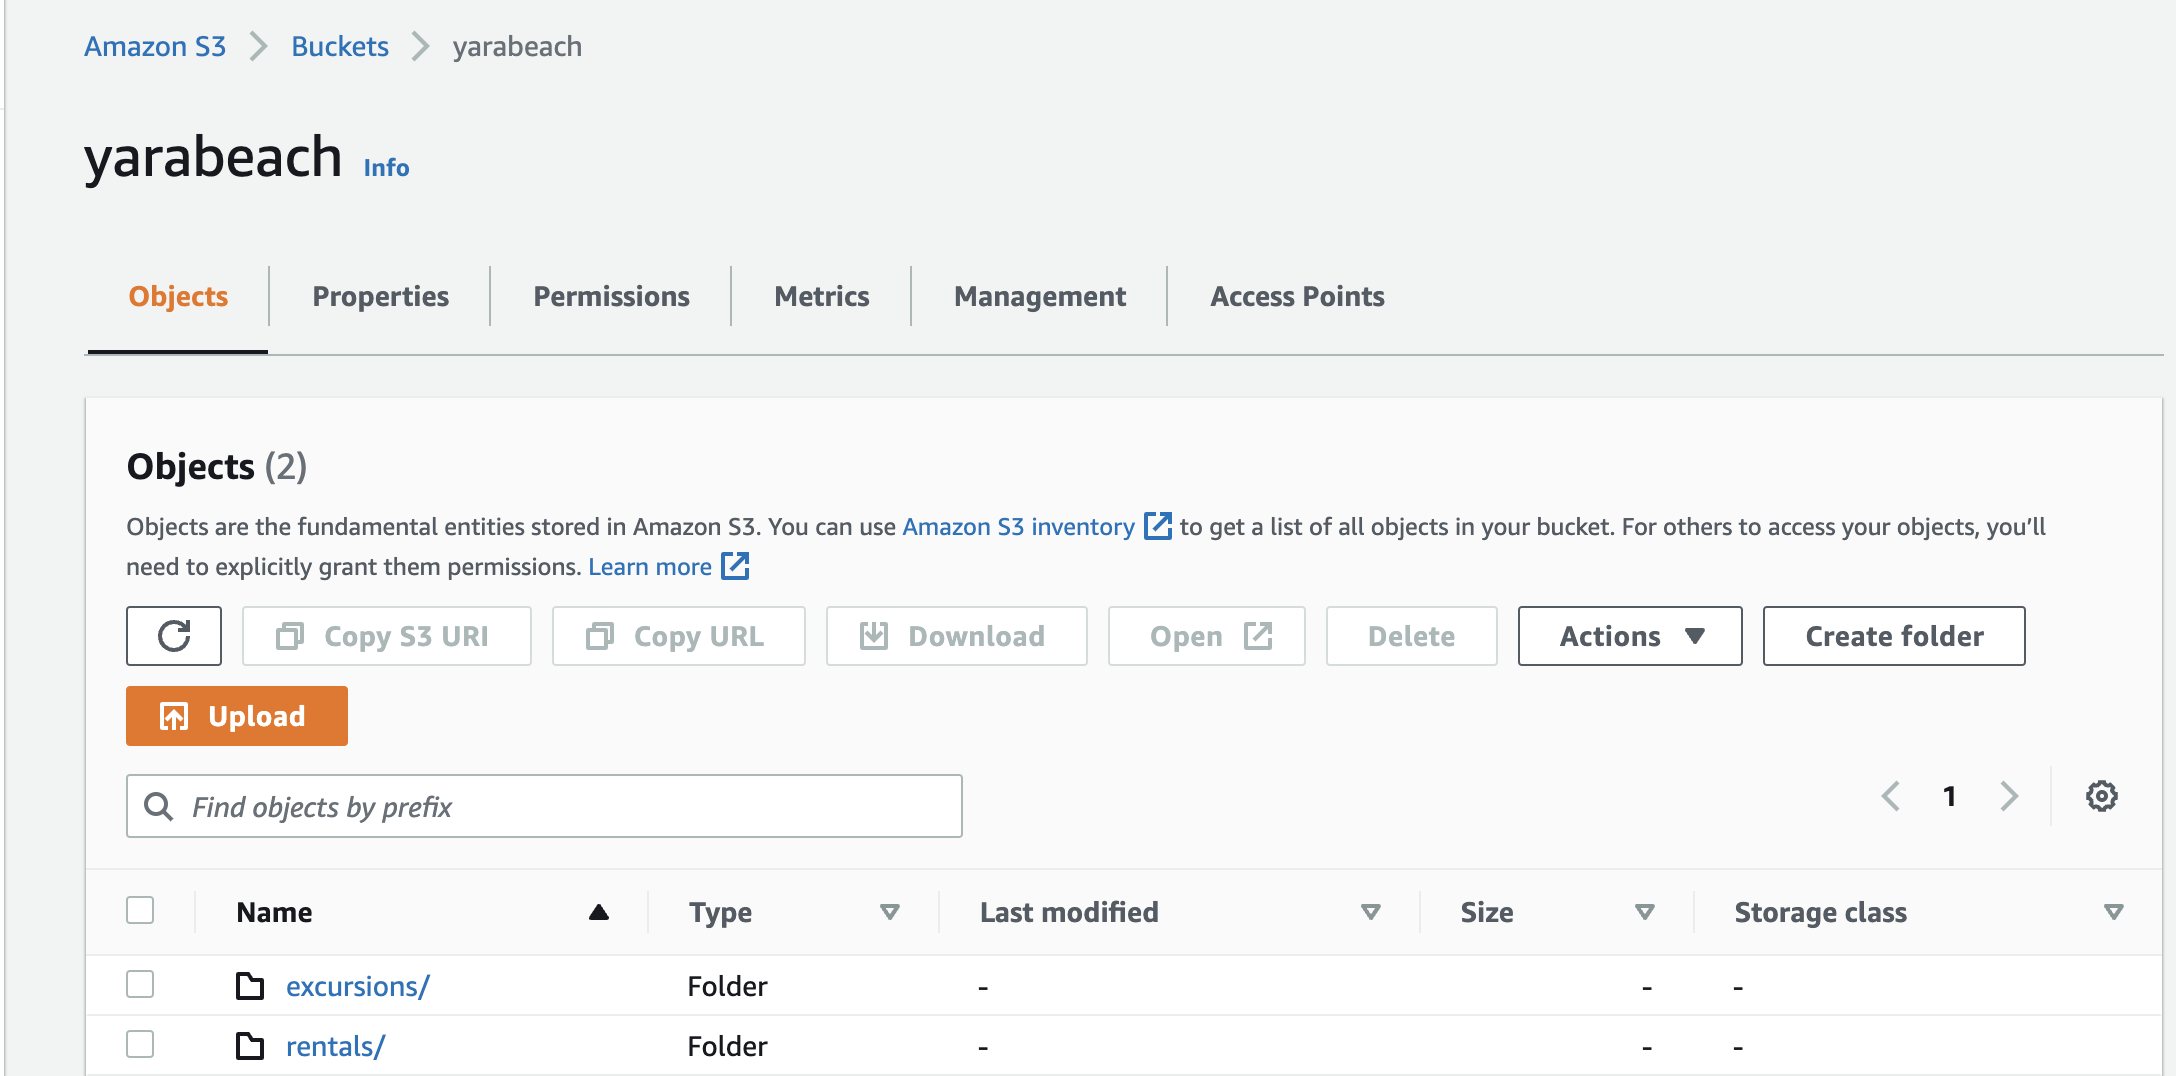 Amazon S3 Buckets yarabeach
yarabeach Info
Objects Properties Permissions Metrics Management Access Points
Objects (2)
Objects are the fundamental entities stored in Amazon S3. You can use Amazon S3 inventory to get a list of all objects in your bucket. For others to access your objects, you’ll
need to explicitly grant them permissions. Learn more
Copy S3 URI Copy URL Download Open Delete Actions Create folder
Upload
Find objects by prefix 1
Name Type Last modified Size Storage class
excursions/ Folder - - -
rentals/ Folder - - -